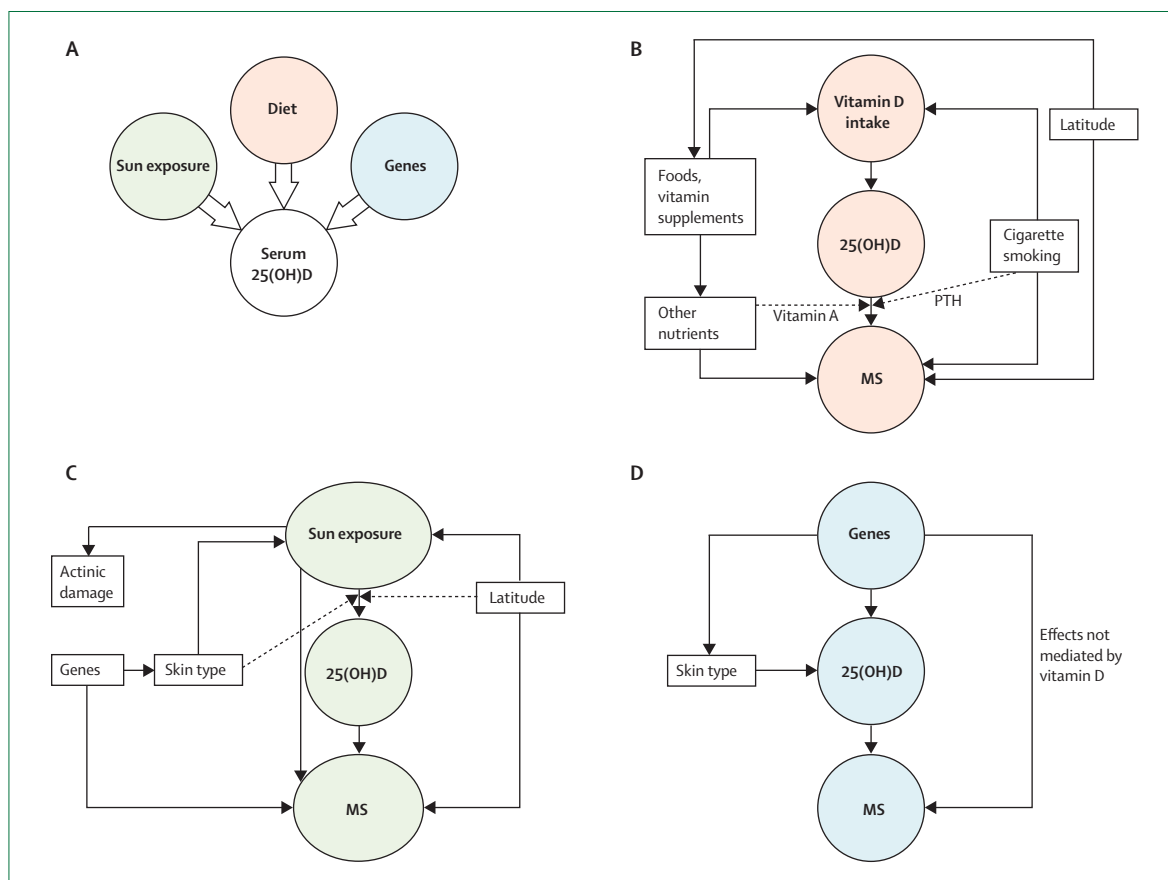 A
Diet
Sun exposure
Genes
Serum
25(OH)D
B
Vitamin D
intake
Latitude
Foods,
vitamin
supplements
25(OH)D
Cigarette
smoking
Other
nutrients
Vitamin A
PTH
MS
C
Sun exposure
Actinic
damage
Latitude
Genes
Skin type
25(OH)D
MS
D
Genes
Skin type
25(OH)D
Effects not
mediated by
vitamin D
MS